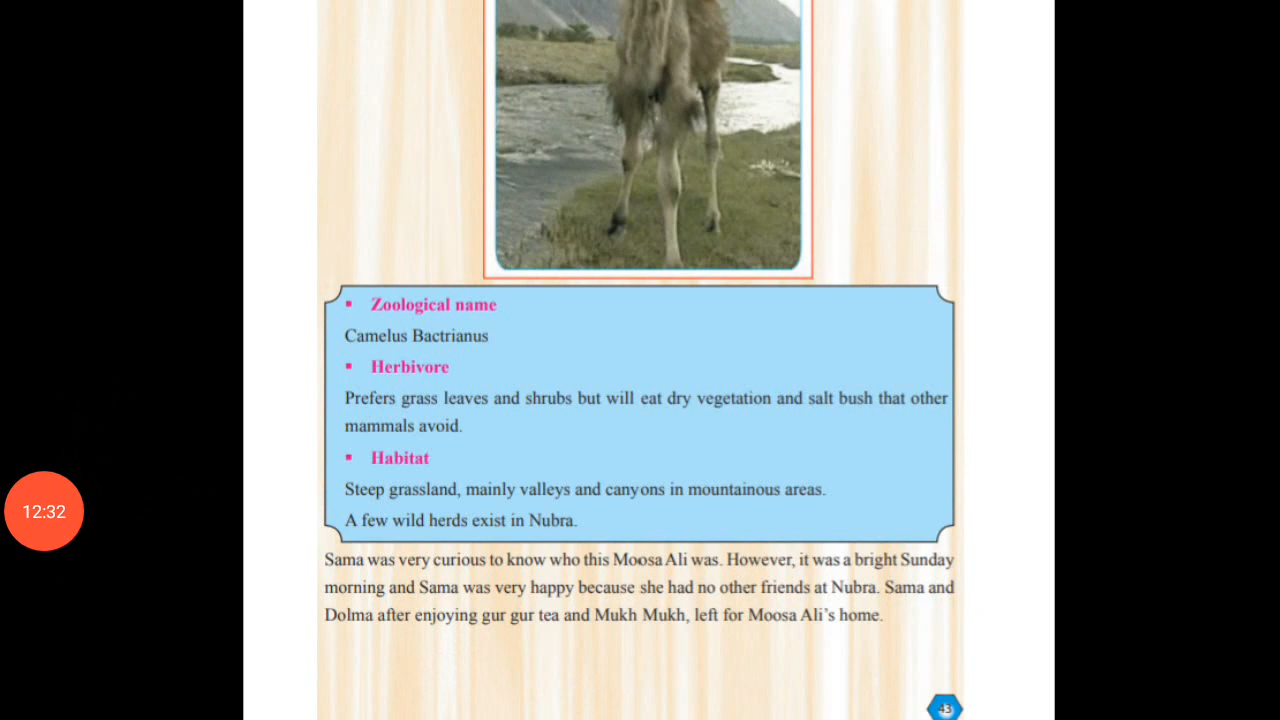 Zoological name
Camelus Bactrianus
Herbivore
Prefers grass leaves and shrubs but will eat dry vegetation and salt bush that other
mammals avoid.
Habitat
Steep grassland, mainly valleys and canyons in mountainous areas.
A few wild herds exist in Nubra.
12:32
Sama was very curious to know who this Moosa Ali was. However, it was a bright Sunday
morning and Sama was very happy because she had no other friends at Nubra. Sama and
Dolma after enjoying gur gur tea and Mukh Mukh, left for Moosa Ali's home.
43